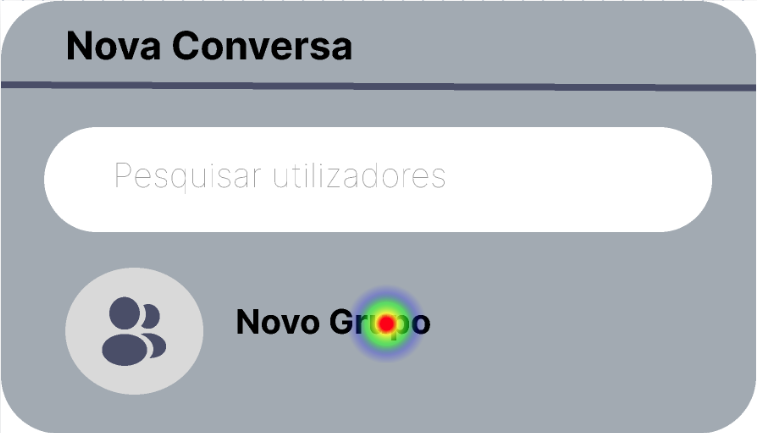 Nova Conversa
Pesquisar utilizadores
Novo Grupo